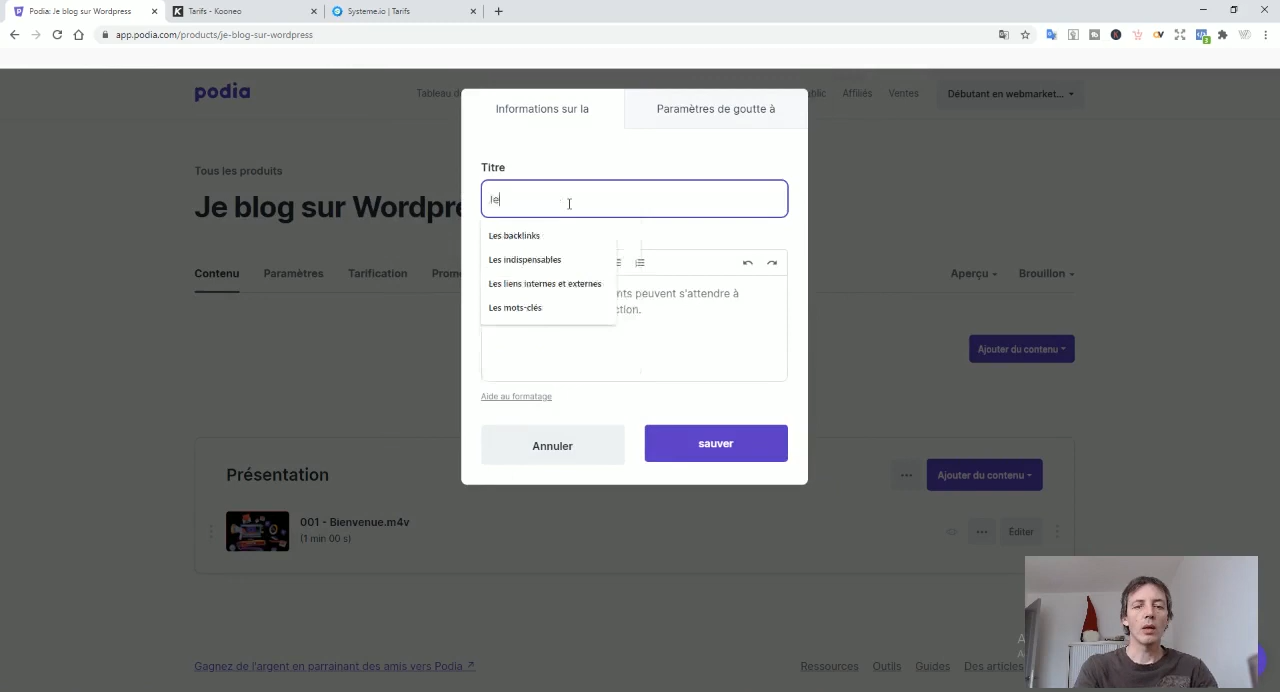 Podia: Je blog sur Wordpress
Tarifs - Kooneo
Systeme.io | Tarifs
app.podia.com/products/je-blog-sur-wordpress
podia
Tableau d
blic
Affiliés
Ventes
Débutant en webmarket...
Informations sur la
Paramètres de goutte à
Tous les produits
Titre
Je blog sur Wordpre
le
Les backlinks
Les indispensables
Les liens internes et externes
Les mots-clés
nts peuvent s'attendre à
ction.
Contenu
Paramètres
Tarification
Promo
Aperçu
Brouillon
Ajouter du contenu
Aide au formatage
Annuler
sauver
Présentation
Ajouter du contenu
001 - Bienvenue.m4v
(1 min 00 s)
Éditer
Gagnez de l'argent en parrainant des amis vers Podia
Ressources
Outils
Guides
Des articles